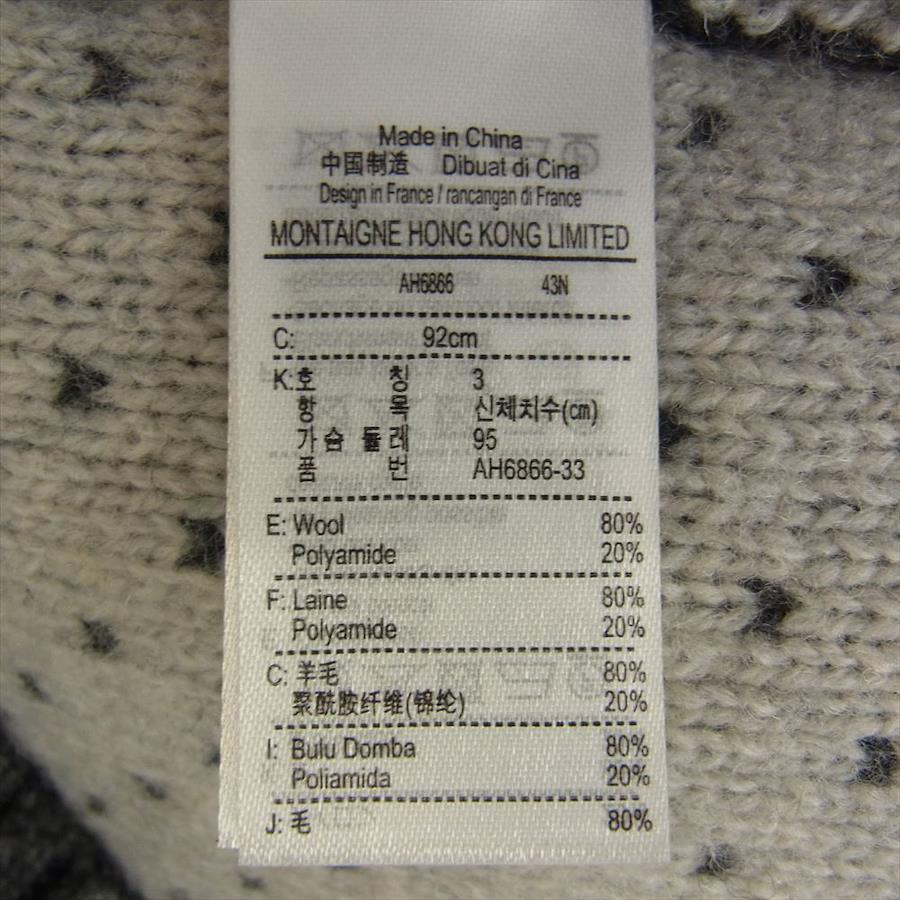 Made in China
中国制造 Dibuat di Cina
Design in France / rancangan di France
MONTAIGNE HONG KONG LIMITED
AH6866 43N
C: 92cm
K:호 칭 3
항 목 신체치수(cm)
가슴 둘레 95
품 번 AH6866-33
E: Wool 80%
Polyamide 20%
F: Laine 80%
Polyamide 20%
C: 羊毛 80%
聚酰胺纤维(锦纶) 20%
I: Bulu Domba 80%
Poliamida 20%
J: 毛 80%